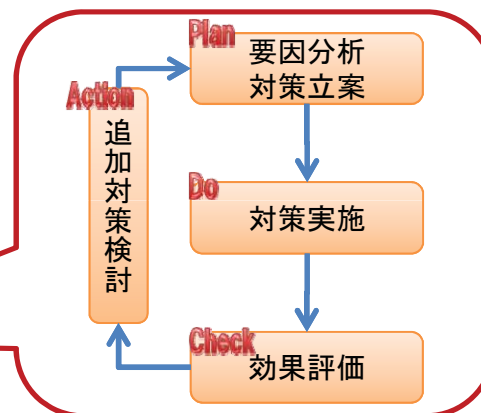 Plan
要因分析
対策立案
Action
追加対策検討
Do
対策実施
Check
効果評価